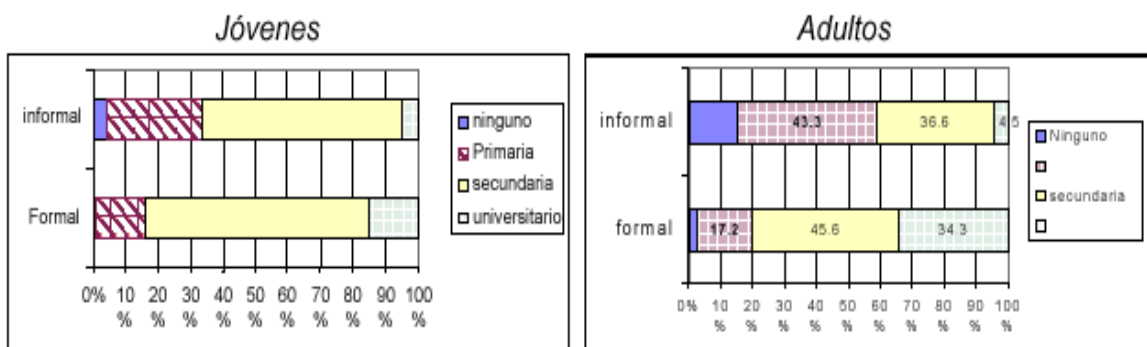 Jóvenes
informal
Formal
0% 10 % 20 % 30 % 40 % 50 % 60 % 70 % 80 % 90 % 100 %
ninguno
Primaria
secundaria
universitario
Adultos
informal
43.3 36.6 4.5
formal
17.2 45.6 34.3
0% 10 % 20 % 30 % 40 % 50 % 60 % 70 % 80 % 90 % 100 %
Ninguno
secundaria